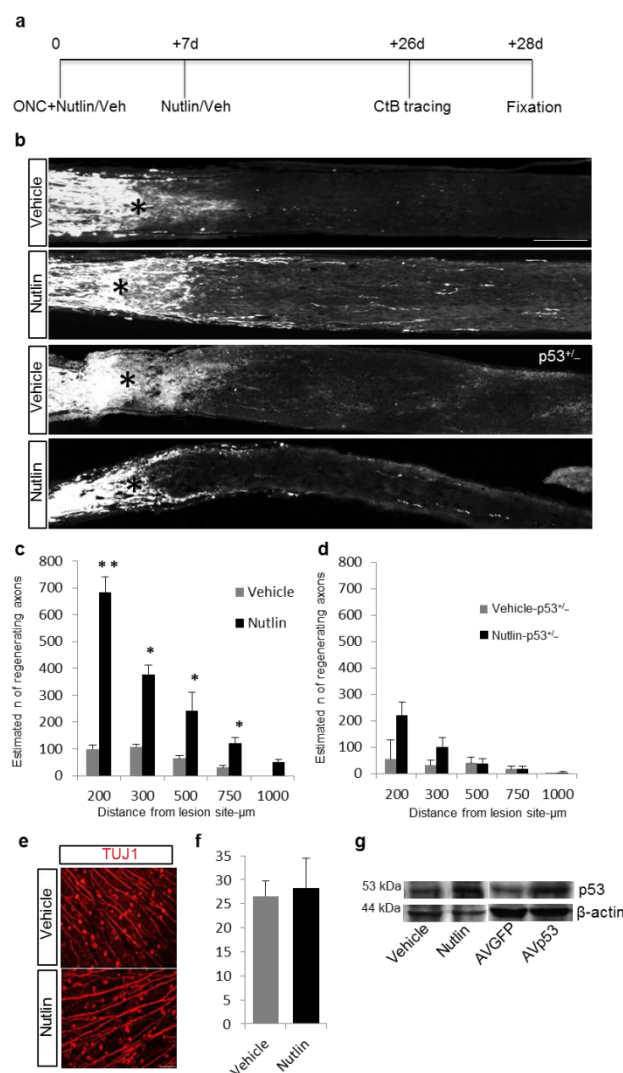 a
0 +7d +26d +28d
ONC+Nutlin/Veh Nutlin/Veh CtB tracing Fixation
b
Vehicle
*
Nutlin
*
Vehicle
*
p53+/–
Nutlin
*
c
Estimated n of regenerating axons
800
700
600
500
400
300
200
100
0
**
*
*
*
Vehicle
Nutlin
200 300 500 750 1000
Distance from lesion site-µm
d
Estimated n of regenerating axons
800
700
600
500
400
300
200
100
0
Vehicle-p53+/–
Nutlin-p53+/–
200 300 500 750 1000
Distance from lesion site-µm
e
TUJ1
Vehicle
Nutlin
f
35
30
25
20
15
10
5
0
Vehicle
Nutlin
g
53 kDa p53
44 kDa β-actin
Vehicle Nutlin AVGFP AVp53